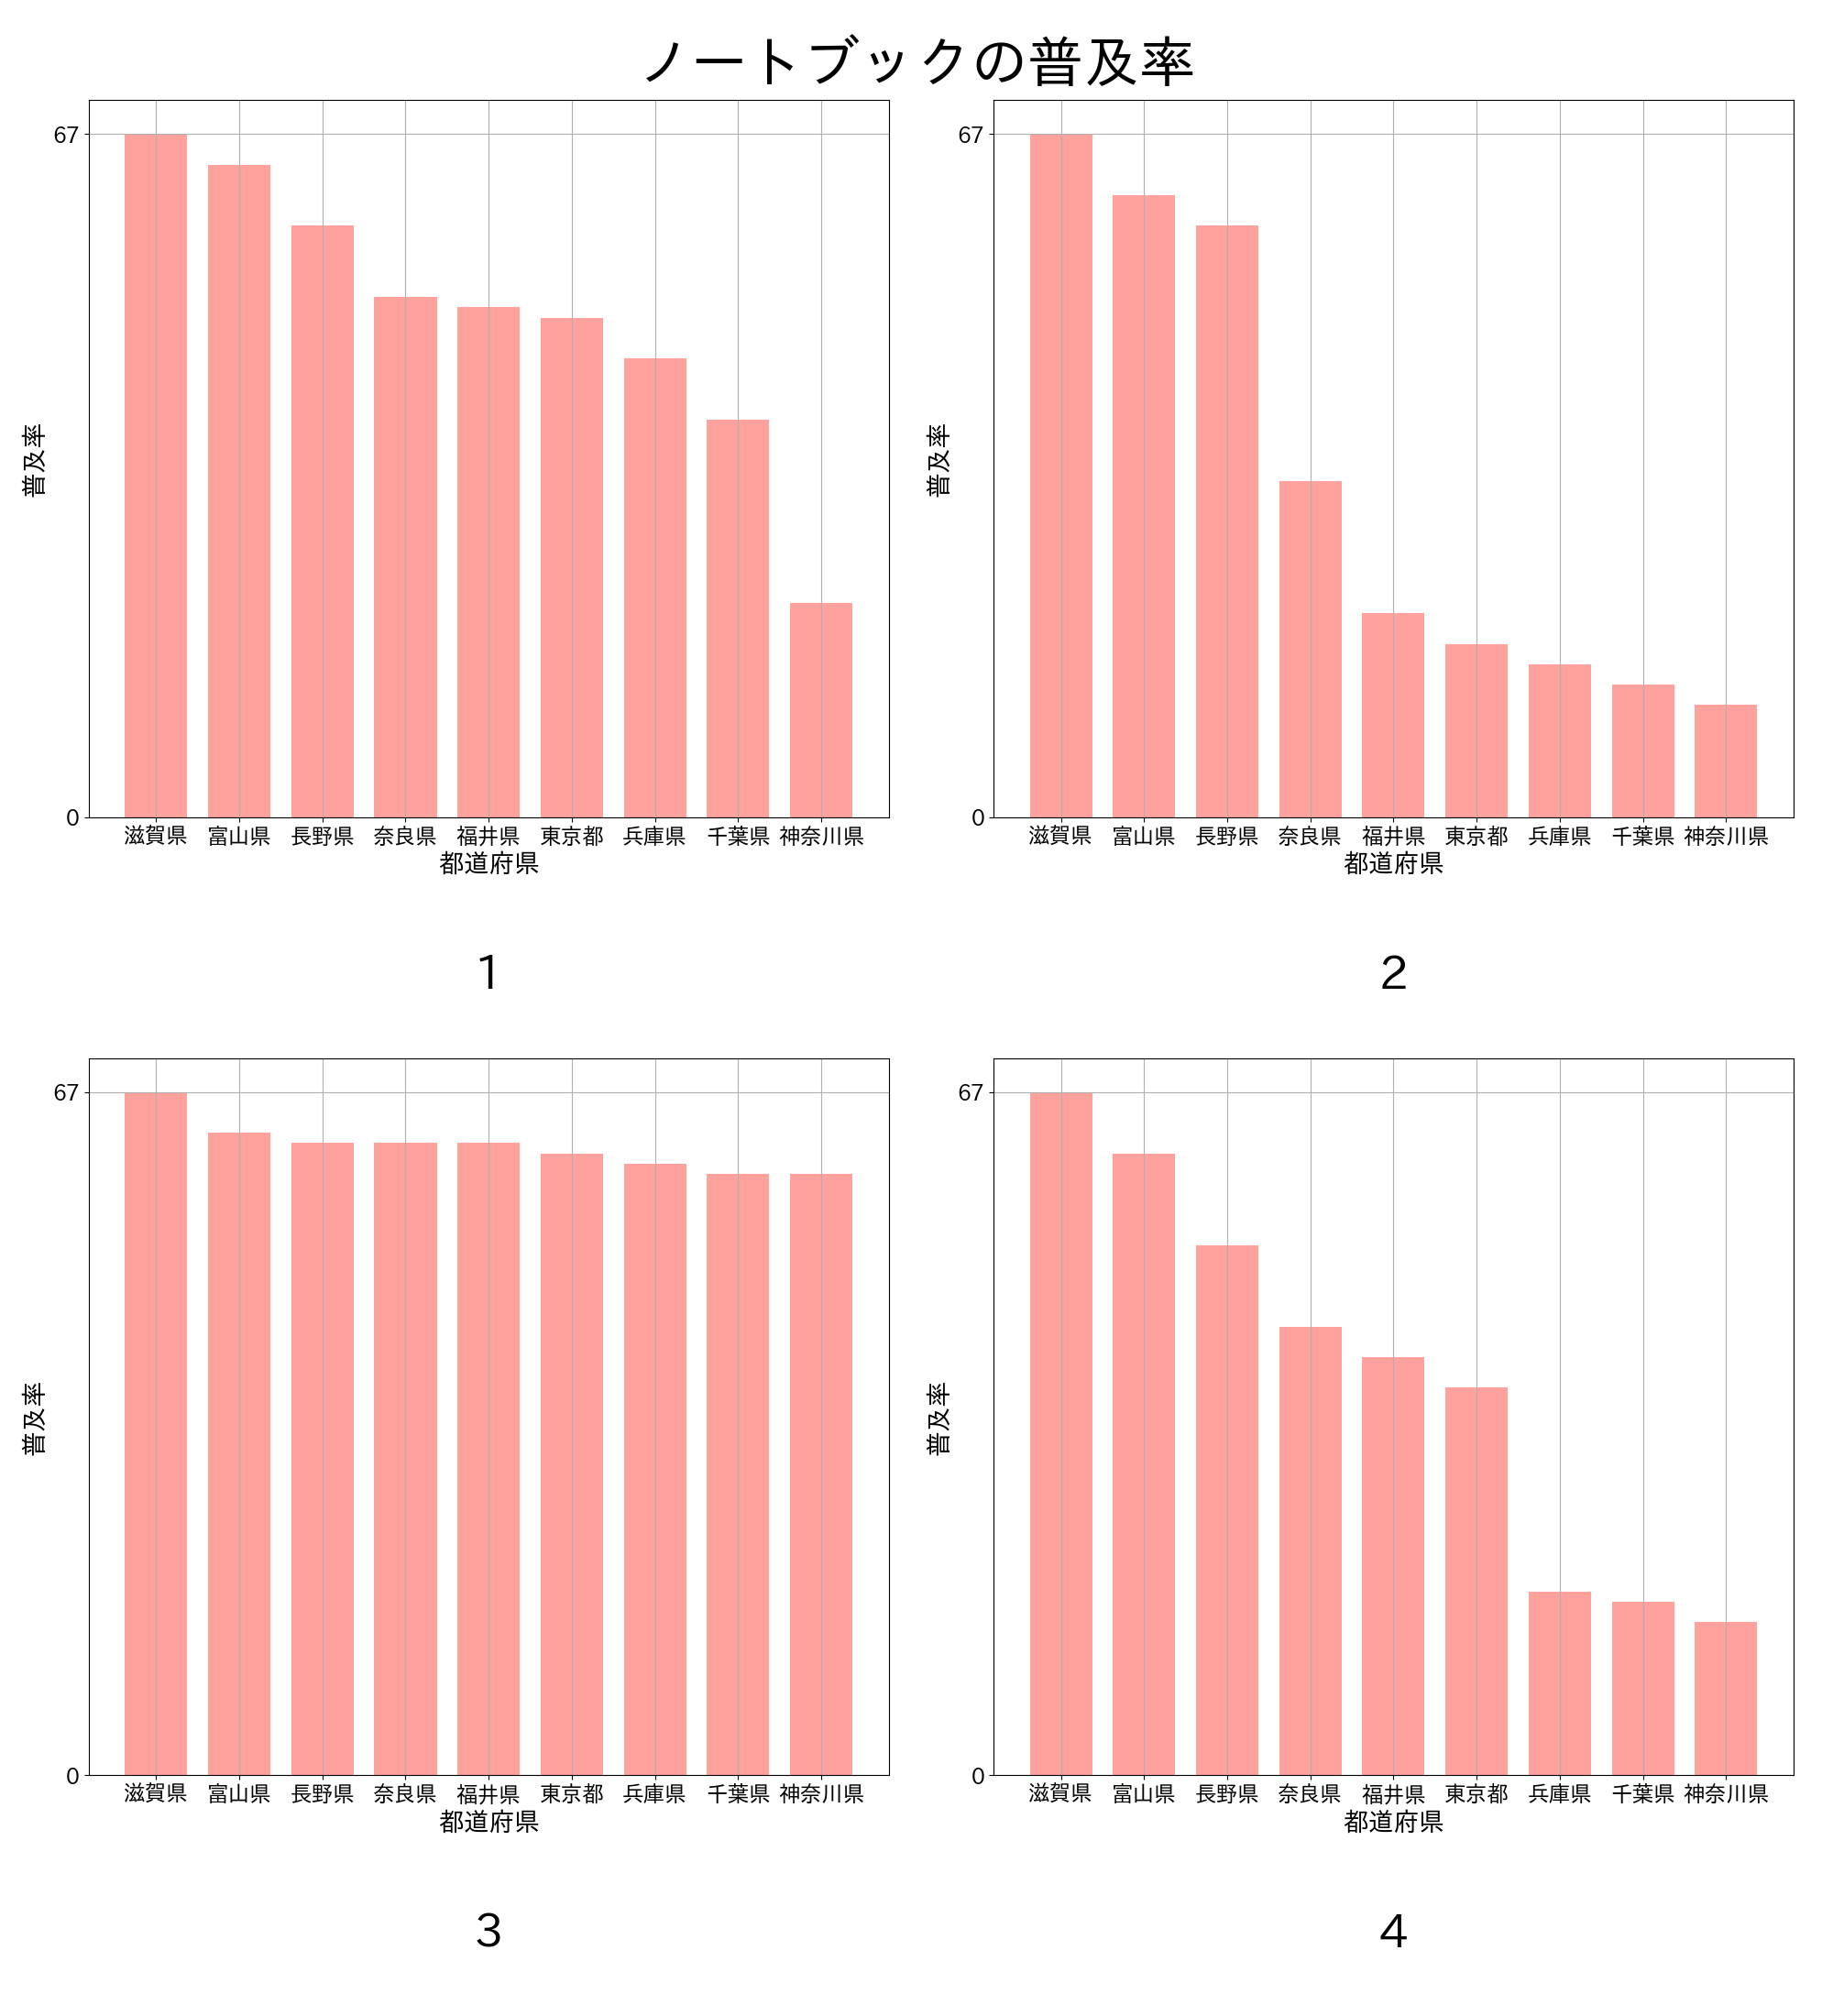 ノートブックの普及率
67
0
普及率
滋賀県 富山県 長野県 奈良県 福井県 東京都 兵庫県 千葉県 神奈川県
都道府県
1
67
0
普及率
滋賀県 富山県 長野県 奈良県 福井県 東京都 兵庫県 千葉県 神奈川県
都道府県
2
67
0
普及率
滋賀県 富山県 長野県 奈良県 福井県 東京都 兵庫県 千葉県 神奈川県
都道府県
3
67
0
普及率
滋賀県 富山県 長野県 奈良県 福井県 東京都 兵庫県 千葉県 神奈川県
都道府県
4